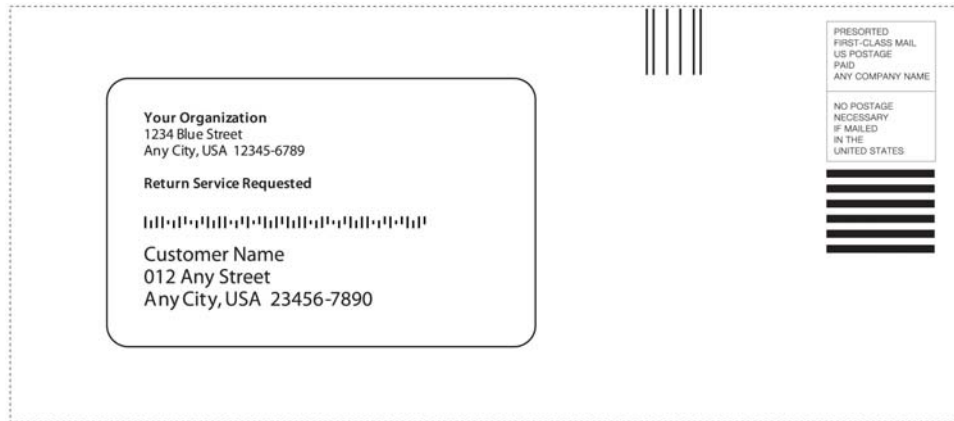 PRESORTED
FIRST-CLASS MAIL
US POSTAGE
PAID
ANY COMPANY NAME
NO POSTAGE
NECESSARY
IF MAILED
IN THE
UNITED STATES
Your Organization
1234 Blue Street
Any City, USA 12345-6789
Return Service Requested
Customer Name
012 Any Street
Any City, USA 23456-7890